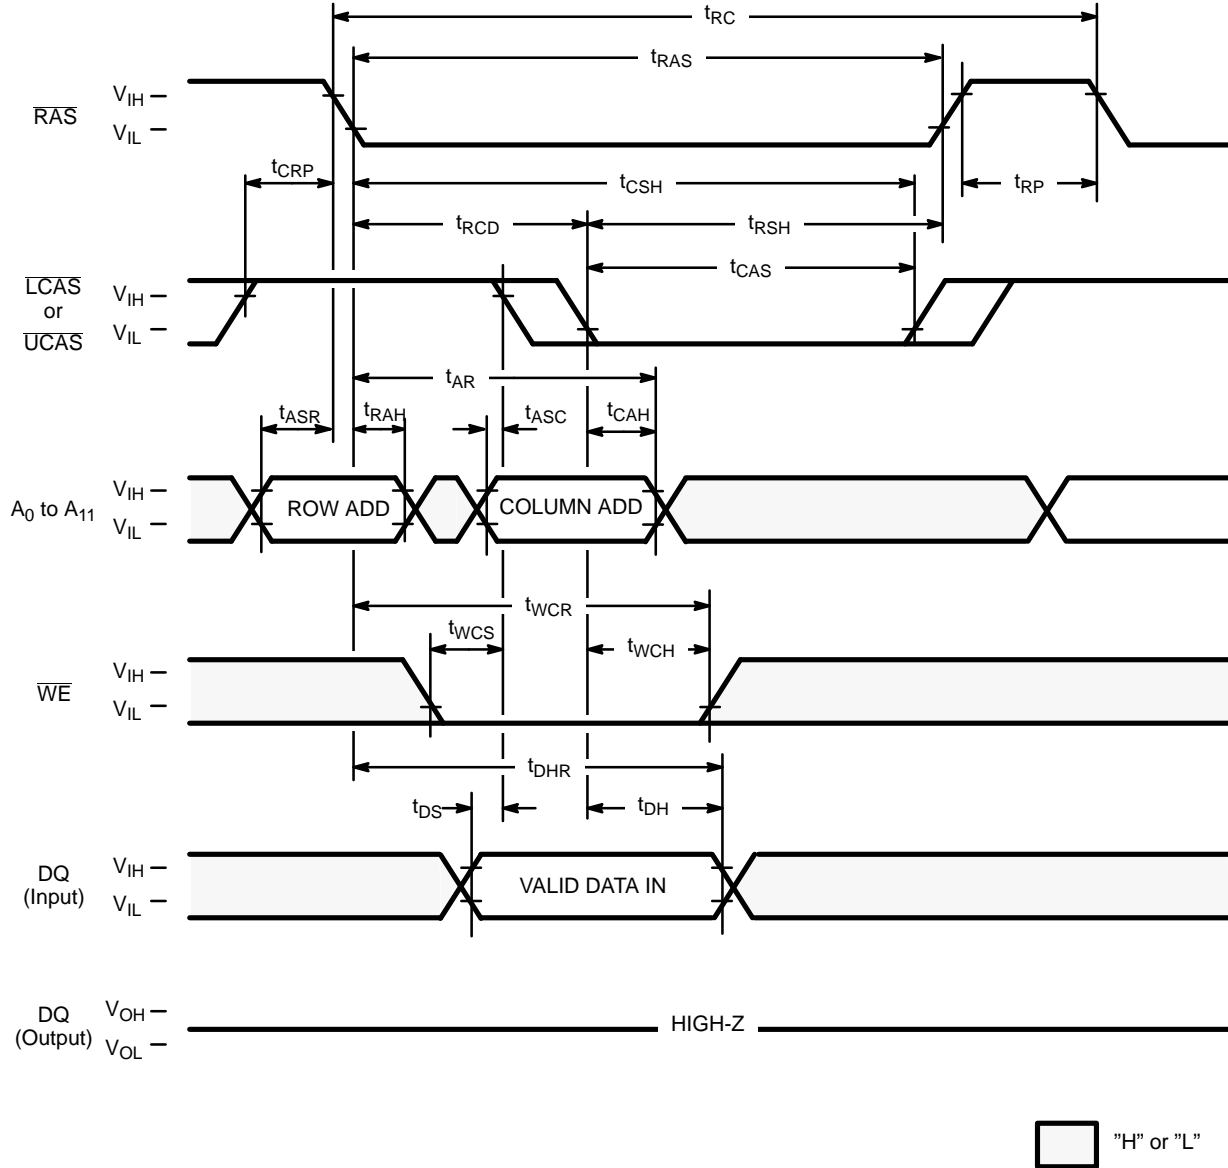 tRC
tRAS
RAS
VIH
VIL
tCRP
tCSH
tRP
tRCD
tRSH
tCAS
LCAS
or
UCAS
VIH
VIL
tAR
tASR
tRAH
tASC
tCAH
A0 to A11
VIH
VIL
ROW ADD
COLUMN ADD
tWCR
tWCS
tWCH
WE
VIH
VIL
tDHR
tDS
tDH
DQ
(Input)
VIH
VIL
VALID DATA IN
DQ
(Output)
VOH
VOL
HIGH-Z
”H” or ”L”